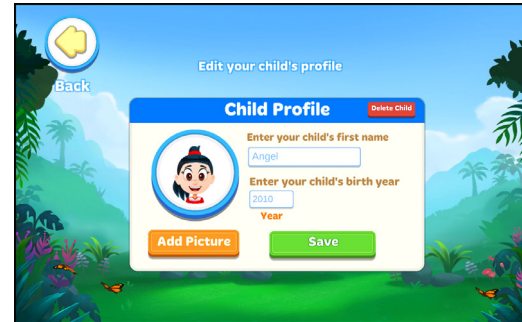 Back
Edit your child's profile
Child Profile
Delete Child
Enter your child's first name
Angel
Enter your child's birth year
2010
Year
Add Picture
Save